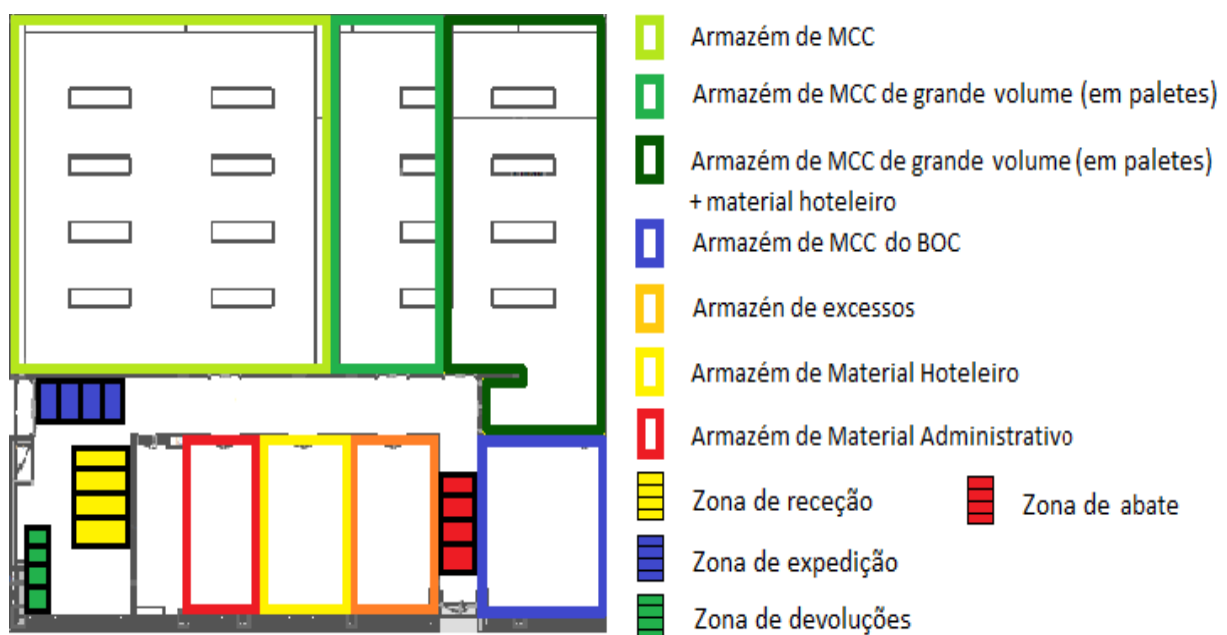 Armazém de MCC
Armazém de MCC de grande volume (em paletes)
Armazém de MCC de grande volume (em paletes)
+ material hoteleiro
Armazém de MCC do BOC
Armazén de excessos
Armazém de Material Hoteleiro
Armazém de Material Administrativo
Zona de receção
Zona de abate
Zona de expedição
Zona de devoluções